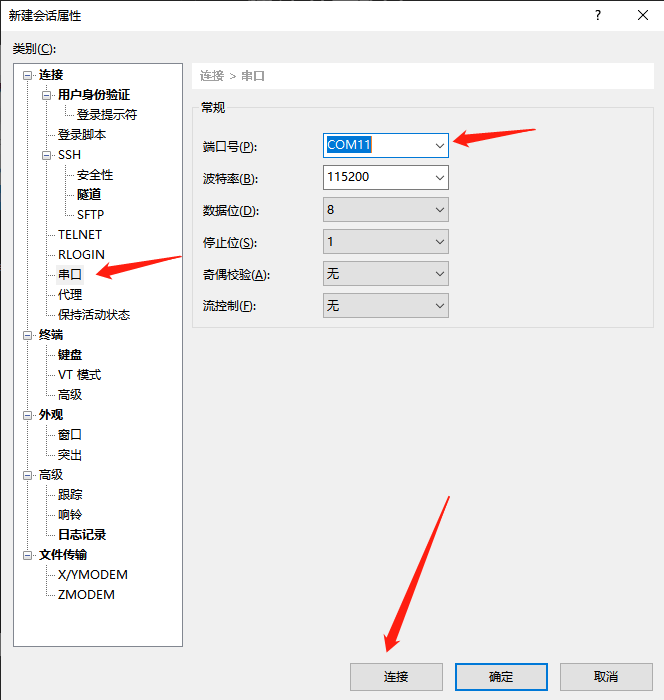 新建会话属性
类别(C):
连接
用户身份验证
登录提示符
登录脚本
SSH
安全性
隧道
SFTP
TELNET
RLOGIN
串口
代理
保持活动状态
终端
键盘
VT 模式
高级
外观
窗口
突出
高级
跟踪
响铃
日志记录
文件传输
X/YMODEM
ZMODEM
连接 > 串口
常规
端口号(P): COM11
波特率(B): 115200
数据位(D): 8
停止位(S): 1
奇偶校验(A): 无
流控制(F): 无
连接 确定 取消